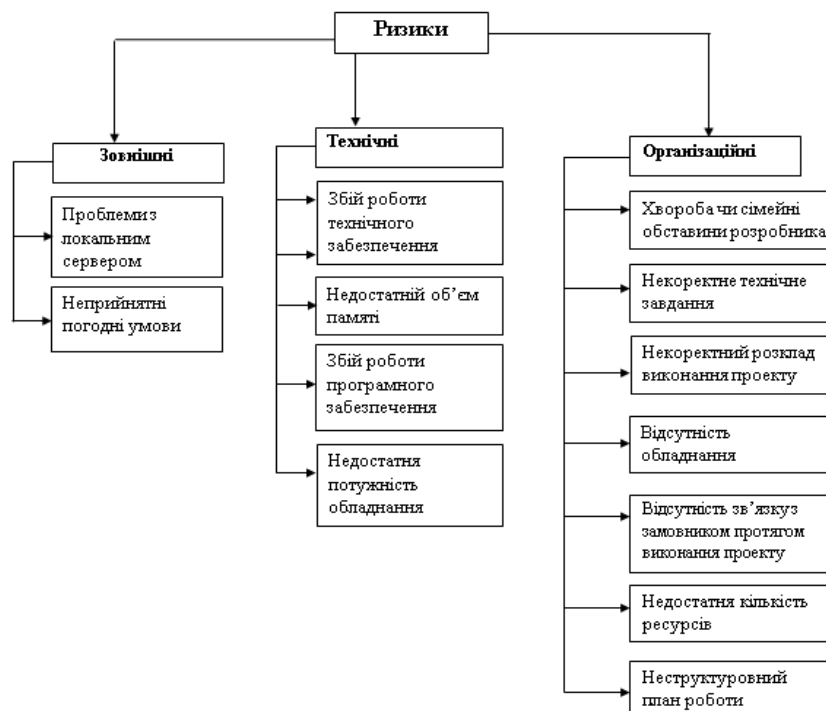 Ризики
Зовнішні
Проблеми з
локальним
сервером
Неприйнятні
погодні умови
Технічні
Збій роботи
технічного
забезпечення
Недостатній об’єм
памяті
Збій роботи
програмного
забезпечення
Недостатня
потужність
обладнання
Організаційні
Хвороба чи сімейні
обставини розробника
Некоректне технічне
завдання
Некоректний розклад
виконання проекту
Відсутність
обладнання
Відсутність зв’язку з
замовником протягом
виконання проекту
Недостатня кількість
ресурсів
Неструктуровний
план роботи